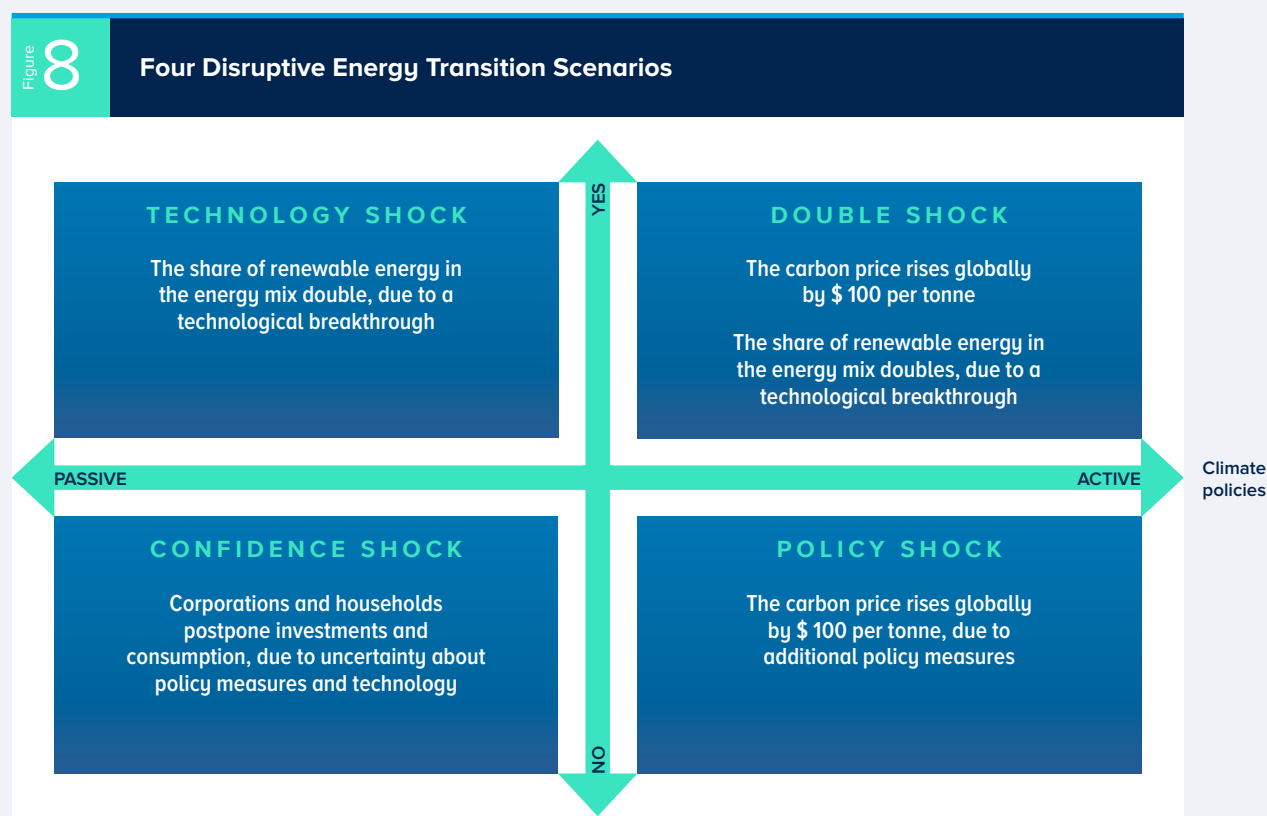 Figure
8
Four Disruptive Energy Transition Scenarios
YES
TECHNOLOGY SHOCK
The share of renewable energy in
the energy mix double, due to a
technological breakthrough
DOUBLE SHOCK
The carbon price rises globally
by $ 100 per tonne
The share of renewable energy in
the energy mix doubles, due to a
technological breakthrough
PASSIVE
ACTIVE
Climate
policies
CONFIDENCE SHOCK
Corporations and households
postpone investments and
consumption, due to uncertainty about
policy measures and technology
POLICY SHOCK
The carbon price rises globally
by $ 100 per tonne, due to
additional policy measures
NO